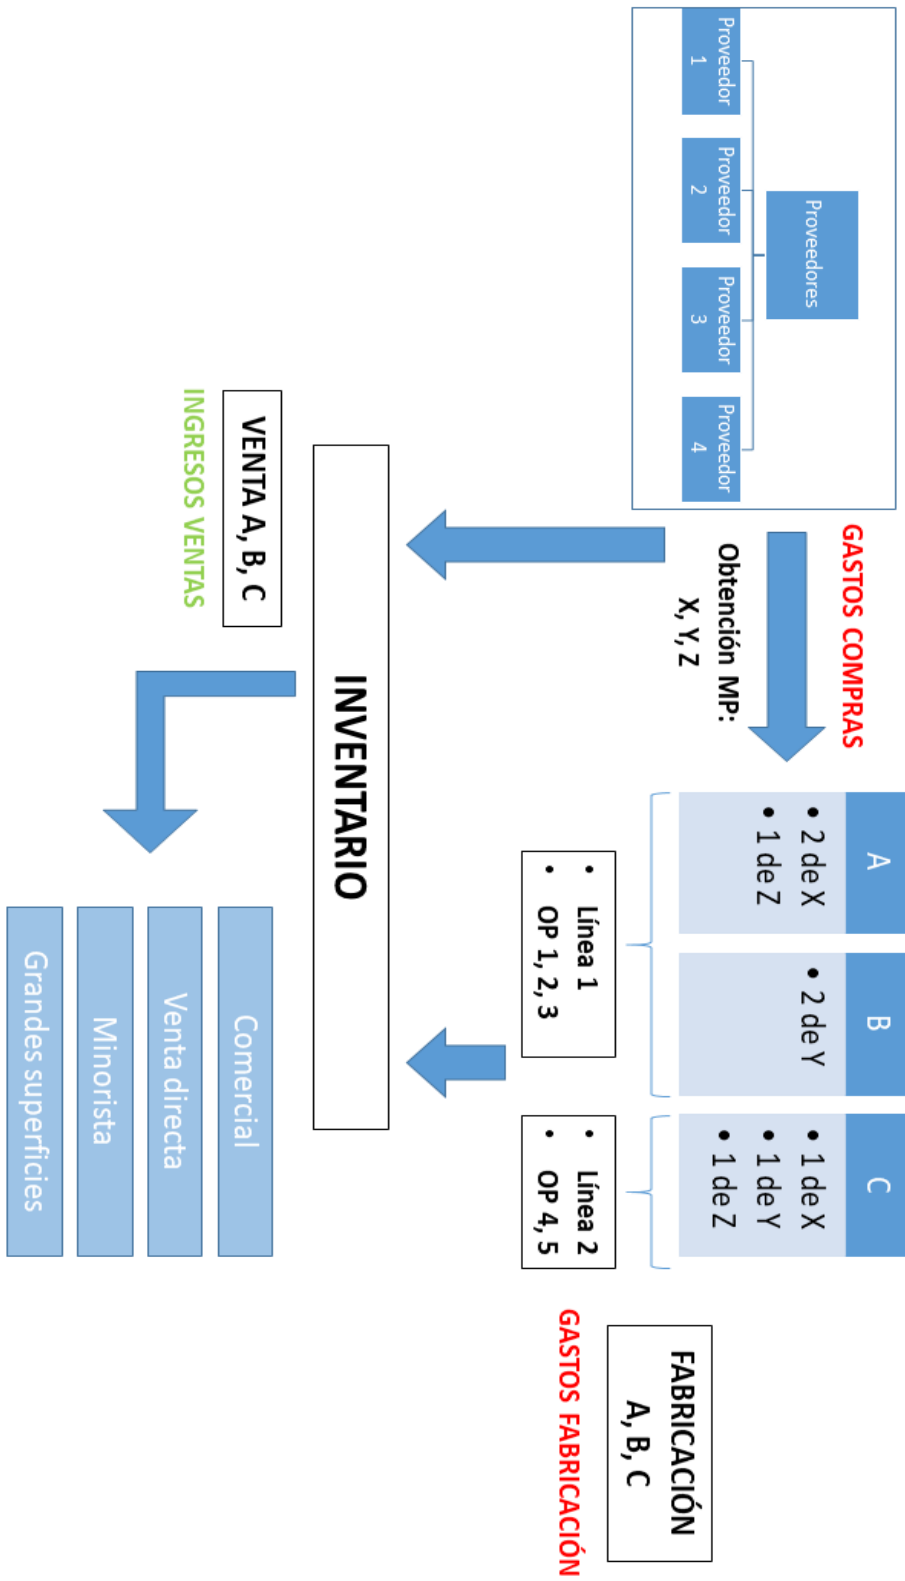 Proveedores
Proveedor
1
Proveedor
2
Proveedor
3
Proveedor
4
GASTOS COMPRAS
Obtención MP:
X, Y, Z
A
• 2 de X
• 1 de Z
B
• 2 de Y
C
• 1 de X
• 1 de Y
• 1 de Z
• Línea 1
• OP 1, 2, 3
• Línea 2
• OP 4, 5
FABRICACIÓN
A, B, C
GASTOS FABRICACIÓN
INVENTARIO
VENTA A, B, C
INGRESOS VENTAS
Comercial
Venta directa
Minorista
Grandes superficies